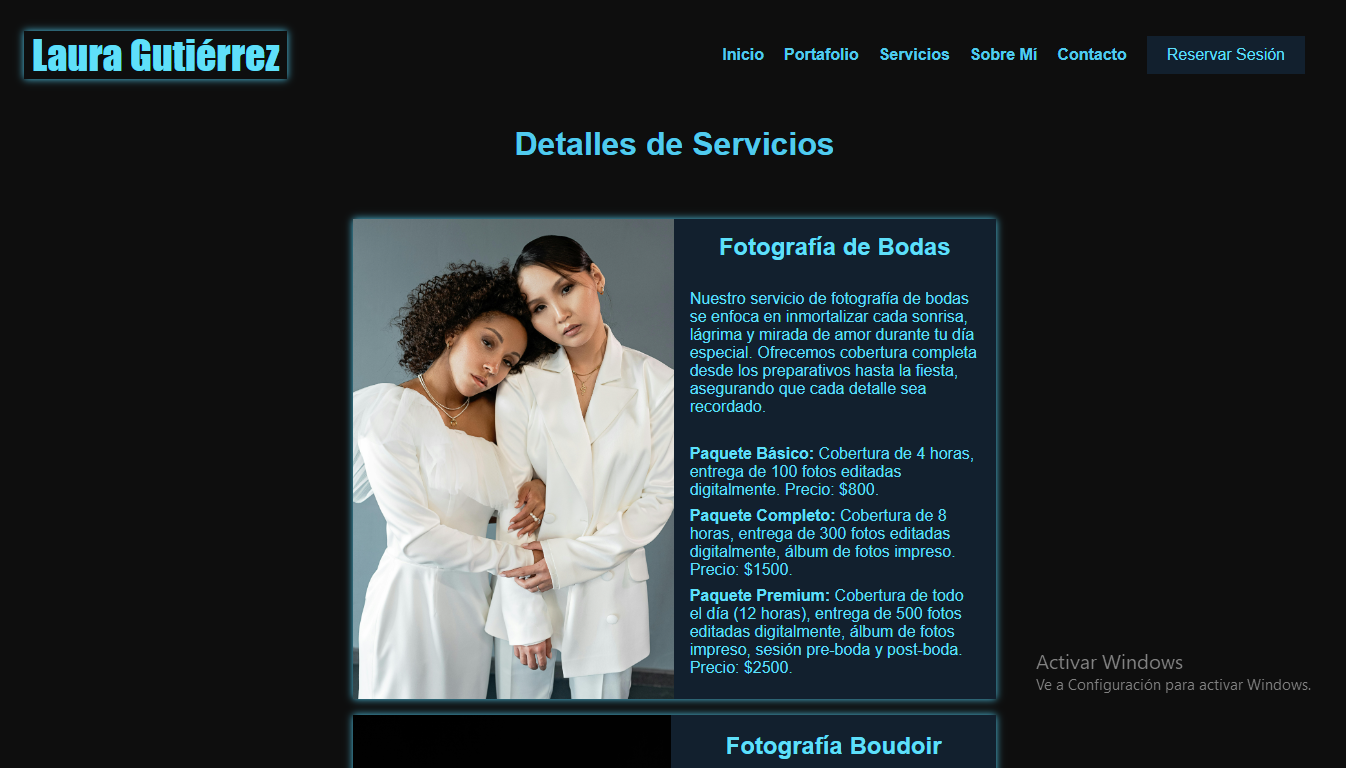 Laura Gutiérrez
Inicio Portafolio Servicios Sobre Mí Contacto Reservar Sesión
Detalles de Servicios
Fotografía de Bodas
Nuestro servicio de fotografía de bodas
se enfoca en inmortalizar cada sonrisa,
lágrima y mirada de amor durante tu día
especial. Ofrecemos cobertura completa
desde los preparativos hasta la fiesta,
asegurando que cada detalle sea
recordado.
Paquete Básico: Cobertura de 4 horas,
entrega de 100 fotos editadas
digitalmente. Precio: $800.
Paquete Completo: Cobertura de 8
horas, entrega de 300 fotos editadas
digitalmente, álbum de fotos impreso.
Precio: $1500.
Paquete Premium: Cobertura de todo
el día (12 horas), entrega de 500 fotos
editadas digitalmente, álbum de fotos
impreso, sesión pre-boda y post-boda.
Precio: $2500.
Activar Windows
Ve a Configuración para activar Windows.
Fotografía Boudoir